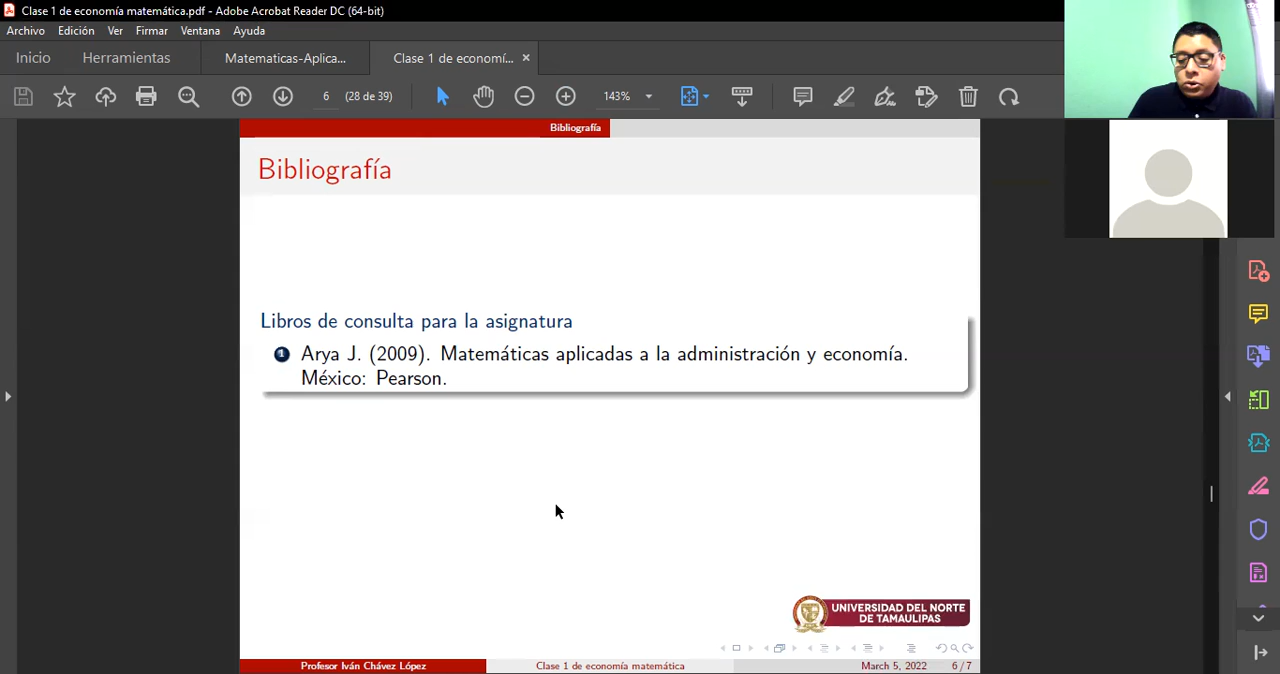 Clase 1 de economía matemática.pdf - Adobe Acrobat Reader DC (64-bit)
Archivo Edición Ver Firmar Ventana Ayuda
Inicio Herramientas Matematicas-Aplica... Clase 1 de economí... ×
6 (28 de 39) 143%
Bibliografía
Bibliografía
Libros de consulta para la asignatura
1 Arya J. (2009). Matemáticas aplicadas a la administración y economía.
México: Pearson.
UNIVERSIDAD DEL NORTE
DE TAMAULIPAS
Profesor Iván Chávez López Clase 1 de economía matemática March 5, 2022 6 / 7